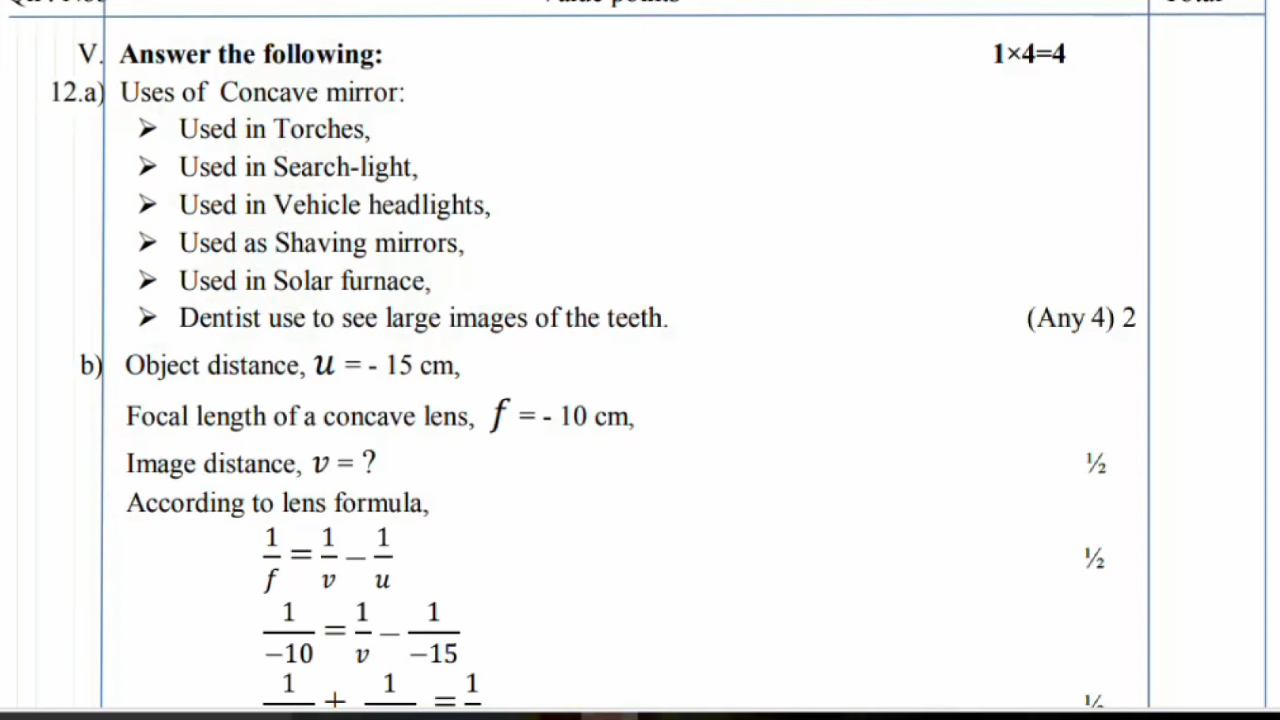 V. Answer the following: 1×4=4
12.a) Uses of Concave mirror:
➢ Used in Torches,
➢ Used in Search-light,
➢ Used in Vehicle headlights,
➢ Used as Shaving mirrors,
➢ Used in Solar furnace,
➢ Dentist use to see large images of the teeth. (Any 4) 2
b) Object distance, u = - 15 cm,
Focal length of a concave lens, f = - 10 cm,
Image distance, v = ? ½
According to lens formula,
1/f = 1/v − 1/u ½
1/−10 = 1/v − 1/−15
1 + 1 = 1